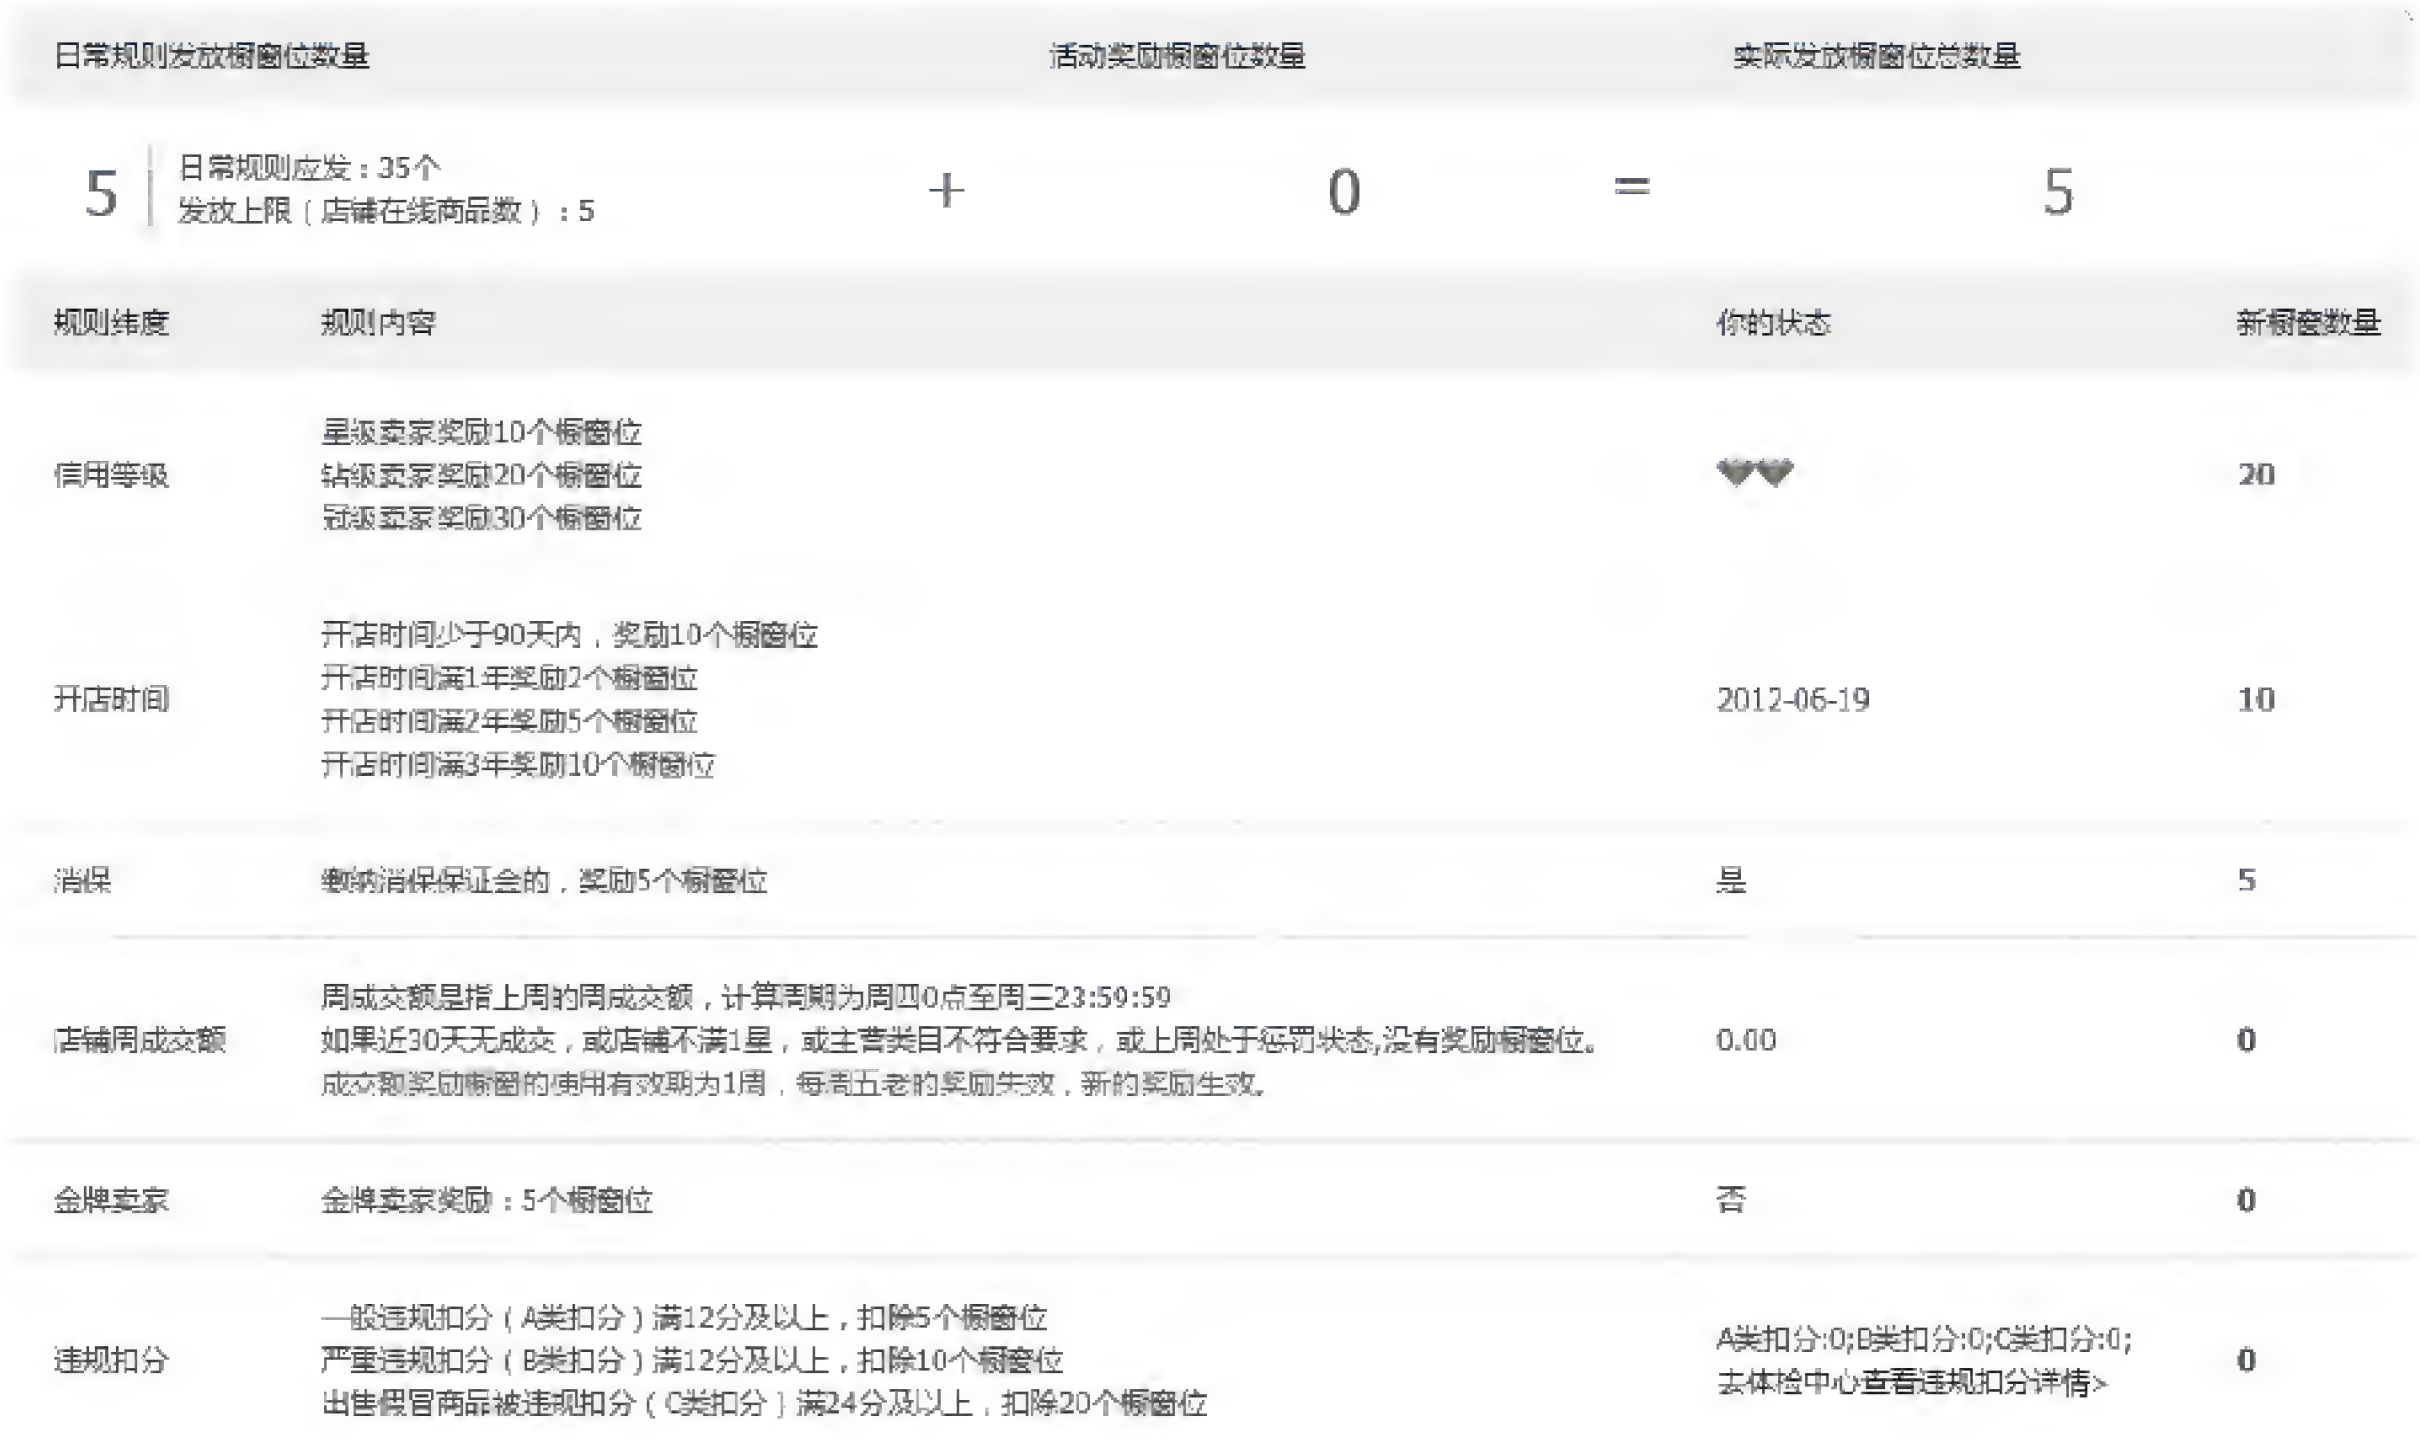 日常规则发放橱窗位数量 活动奖励橱窗位数量 实际发放橱窗位总数量
5 日常规则应发：35个
发放上限（店铺在线商品数）：5
+ 0 = 5
规则纬度 规则内容 你的状态 新橱窗数量
信用等级
星级卖家奖励10个橱窗位
钻级卖家奖励20个橱窗位
冠级卖家奖励30个橱窗位
20
开店时间
开店时间少于90天内，奖励10个橱窗位
开店时间满1年奖励2个橱窗位
开店时间满2年奖励5个橱窗位
开店时间满3年奖励10个橱窗位
2012-06-19 10
消保 缴纳消保保证金的，奖励5个橱窗位 是 5
店铺周成交额
周成交额是指上周的周成交额，计算周期为周四0点至周三23:59:59
如果近30天无成交，或店铺不满1星，或主营类目不符合要求，或上周处于惩罚状态,没有奖励橱窗位。
成交额奖励橱窗的使用有效期为1周，每周五老的奖励失效，新的奖励生效。
0.00 0
金牌卖家 金牌卖家奖励：5个橱窗位 否 0
违规扣分
一般违规扣分（A类扣分）满12分及以上，扣除5个橱窗位
严重违规扣分（B类扣分）满12分及以上，扣除10个橱窗位
出售假冒商品被违规扣分（C类扣分）满24分及以上，扣除20个橱窗位
A类扣分:0;B类扣分:0;C类扣分:0;
去体检中心查看违规扣分详情>
0